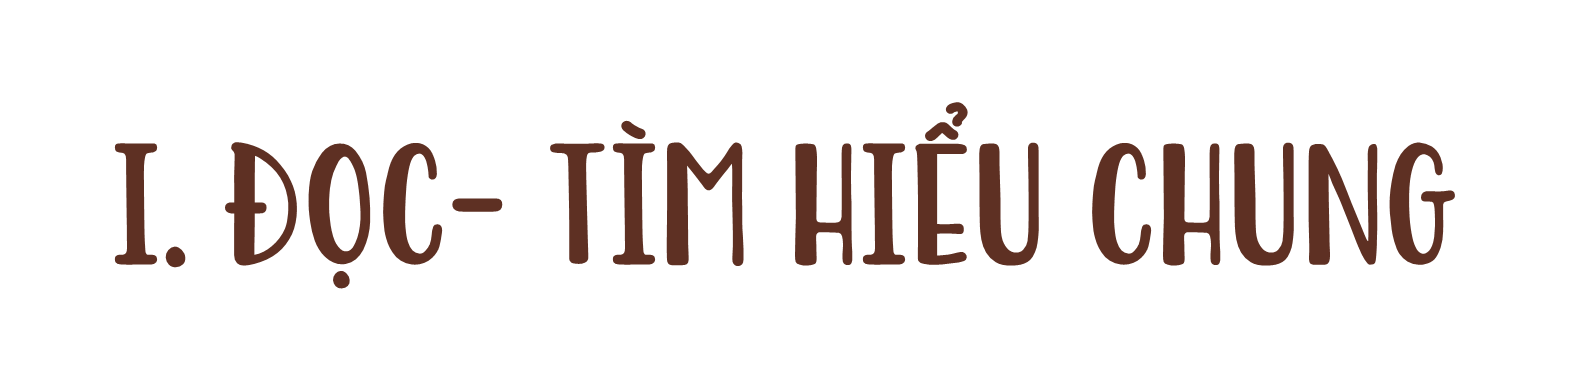 I. ĐỌC- TÌM HIỂU CHUNG